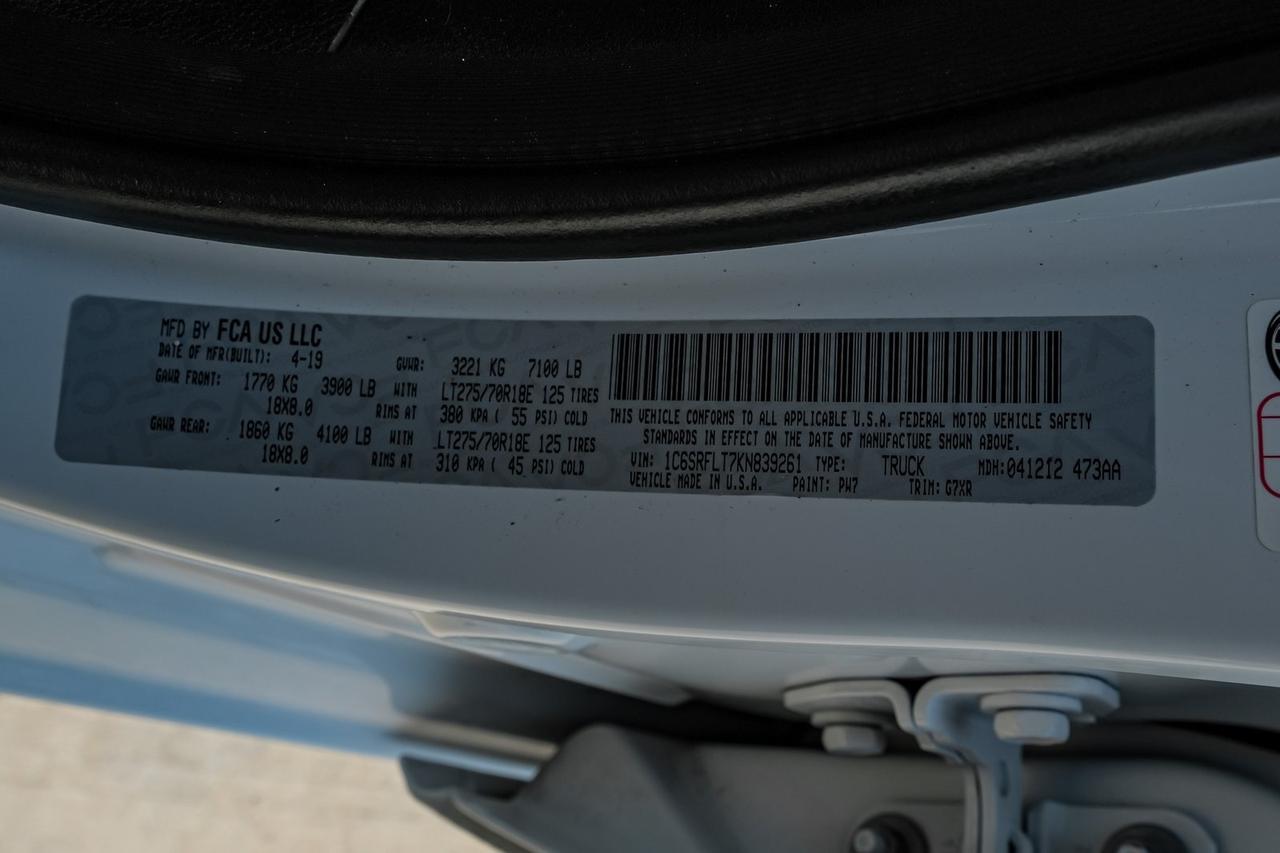 MFD BY FCA US LLC
DATE OF MFR(BUILT): 4-19 GVWR: 3221 KG 7100 LB
GAWR FRONT: 1770 KG 3900 LB WITH LT275/70R18E 125 TIRES
18X8.0 RIMS AT 380 KPA ( 55 PSI) COLD
GAWR REAR: 1860 KG 4100 LB WITH LT275/70R18E 125 TIRES
18X8.0 RIMS AT 310 KPA ( 45 PSI) COLD
THIS VEHICLE CONFORMS TO ALL APPLICABLE U.S.A. FEDERAL MOTOR VEHICLE SAFETY
STANDARDS IN EFFECT ON THE DATE OF MANUFACTURE SHOWN ABOVE.
VIN: 1C6SRFLT7KN839261 TYPE: TRUCK MDH:041212 473AA
VEHICLE MADE IN U.S.A. PAINT: PW7 TRIM: G7XR